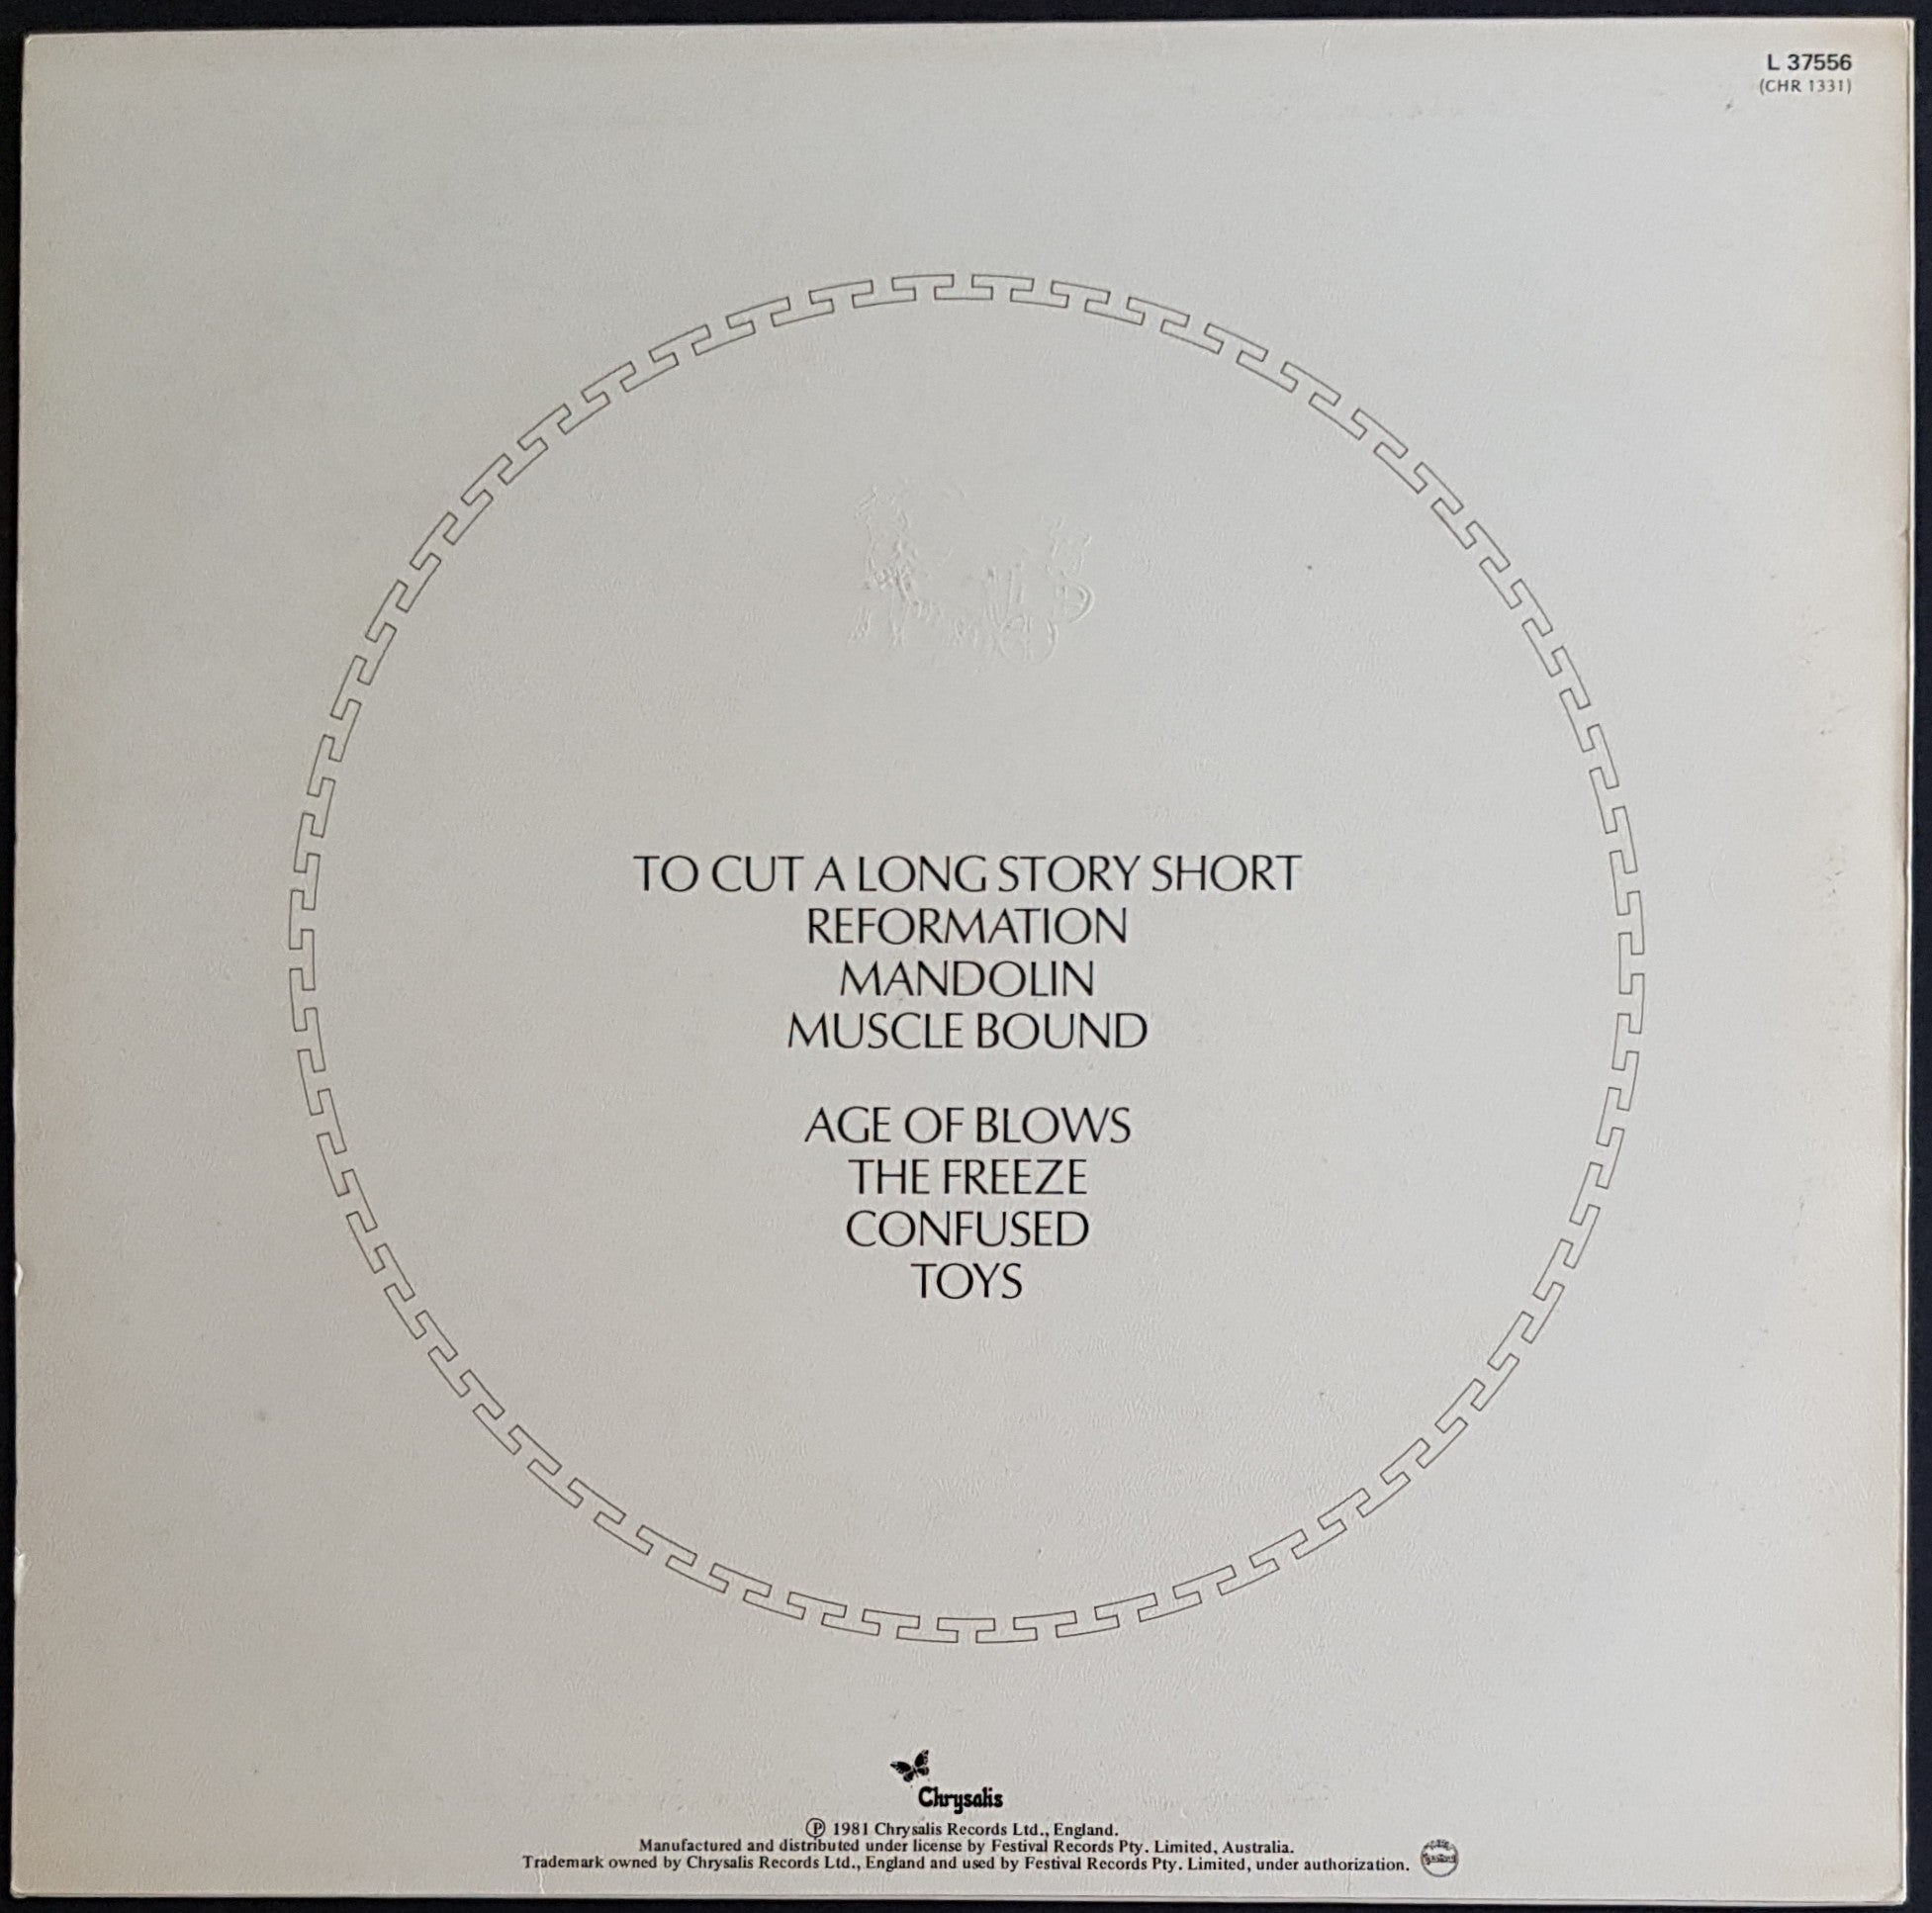 L 37556
(CHR 1331)
TO CUT A LONG STORY SHORT
REFORMATION
MANDOLIN
MUSCLE BOUND
AGE OF BLOWS
THE FREEZE
CONFUSED
TOYS
Chrysalis
Ⓟ 1981 Chrysalis Records Ltd., England.
Manufactured and distributed under license by Festival Records Pty. Limited, Australia.
Trademark owned by Chrysalis Records Ltd., England and used by Festival Records Pty. Limited, under authorization.